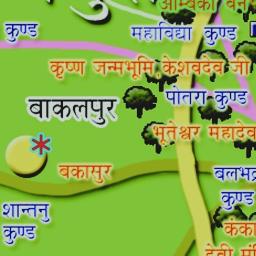 अम्बिका वन
कुण्ड
महाविद्या कुण्ड
कृष्ण जन्मभूमि केशवदेव जी
पोतरा कुण्ड
बाकलपुर
भूतेश्वर महादेव
बकासुर
बलभद्र
कुण्ड
शान्तनु
कुण्ड
कंका
देवी मं